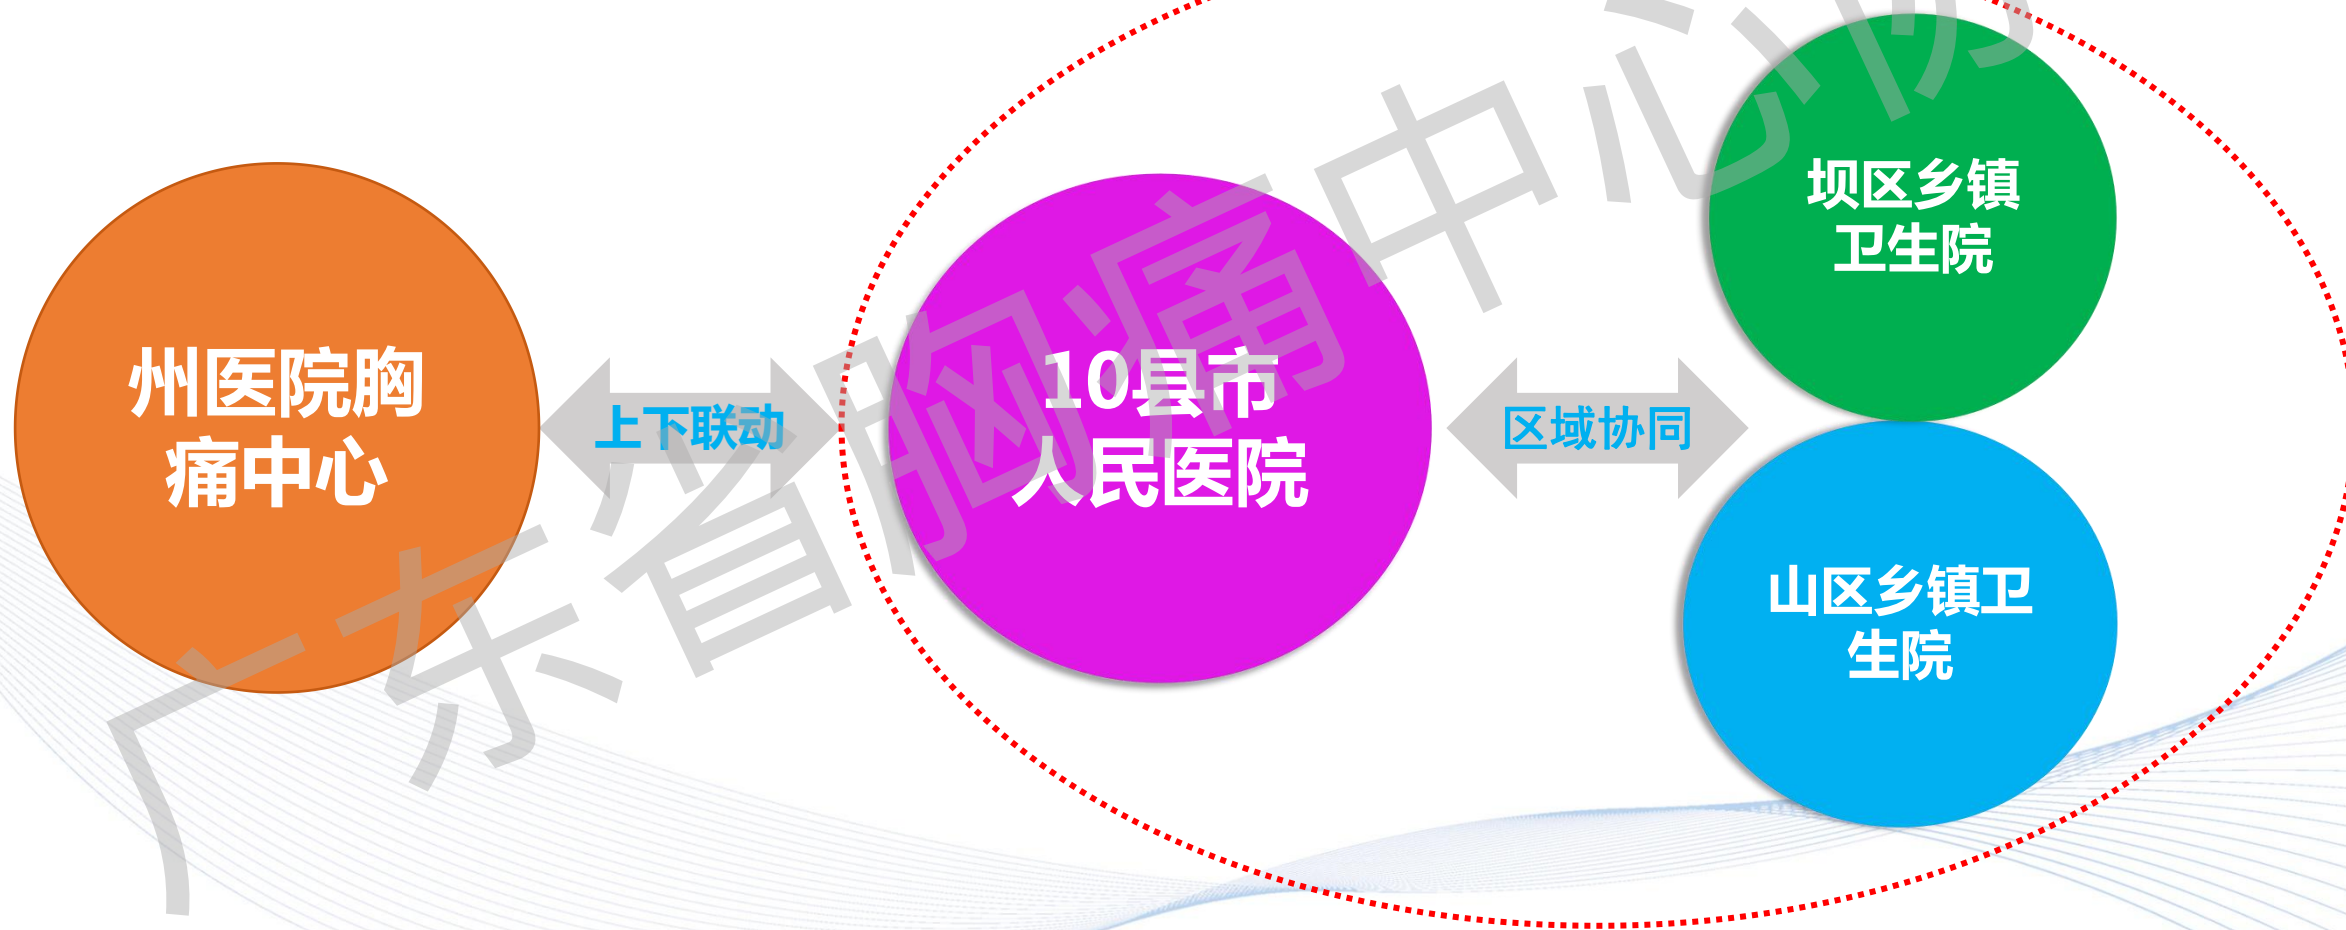 州医院胸
痛中心
上下联动
10县市
人民医院
区域协同
坝区乡镇
卫生院
山区乡镇卫
生院
广东省胸痛中心协